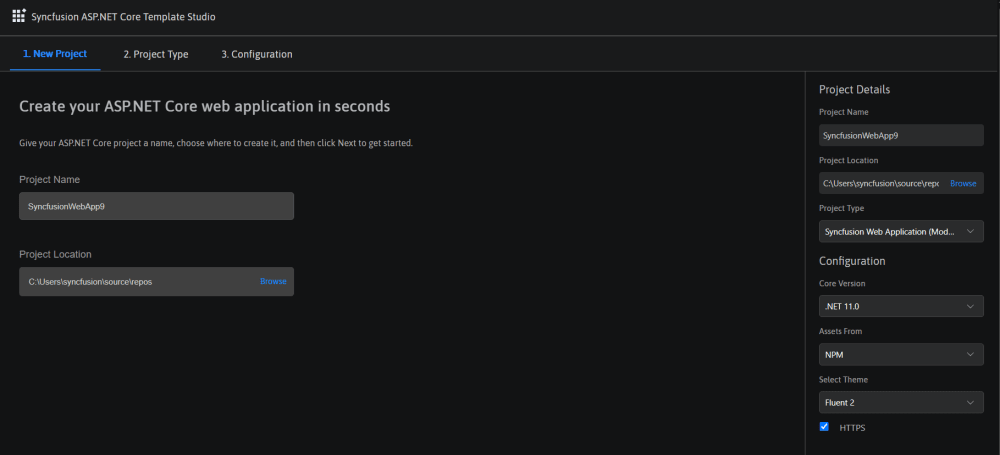 Syncfusion ASP.NET Core Template Studio
1. New Project
2. Project Type
3. Configuration
Create your ASP.NET Core web application in seconds
Give your ASP.NET Core project a name, choose where to create it, and then click Next to get started.
Project Name
SyncfusionWebApp9
Project Location
C:\Users\syncfusion\source\repos
Browse
Project Details
Project Name
SyncfusionWebApp9
Project Location
C:\Users\syncfusion\source\repo
Browse
Project Type
Syncfusion Web Application (Mod...
Configuration
Core Version
.NET 11.0
Assets From
NPM
Select Theme
Fluent 2
HTTPS